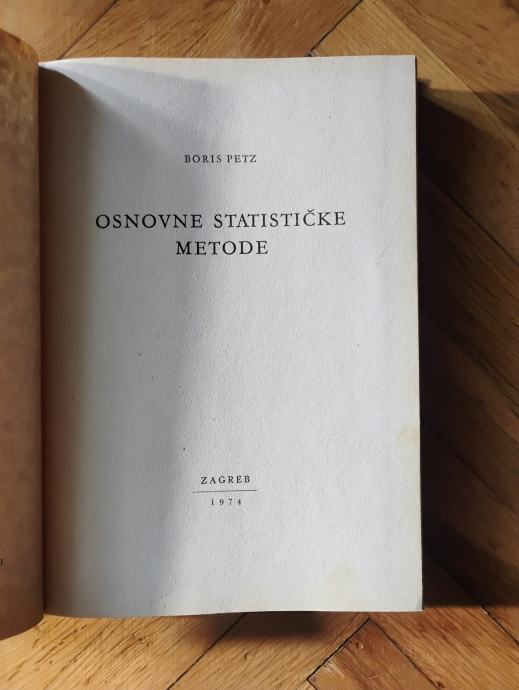 BORIS PETZ
OSNOVNE STATISTIČKE
METODE
ZAGREB
1974